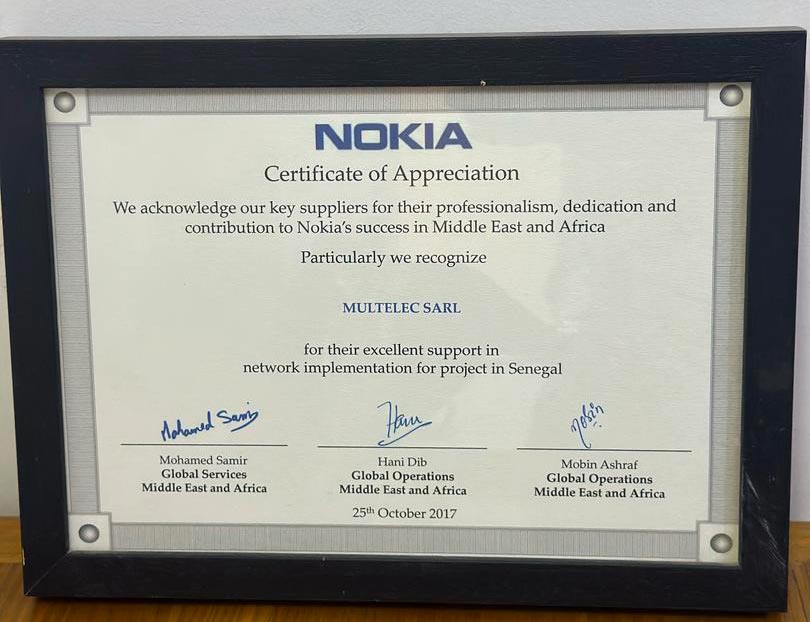 NOKIA
Certificate of Appreciation
We acknowledge our key suppliers for their professionalism, dedication and
contribution to Nokia's success in Middle East and Africa
Particularly we recognize
MULTELEC SARL
for their excellent support in
network implementation for project in Senegal
Mohamed Samir
Hani
Mobin
Mohamed Samir
Global Services
Middle East and Africa
Hani Dib
Global Operations
Middle East and Africa
Mobin Ashraf
Global Operations
Middle East and Africa
25th October 2017